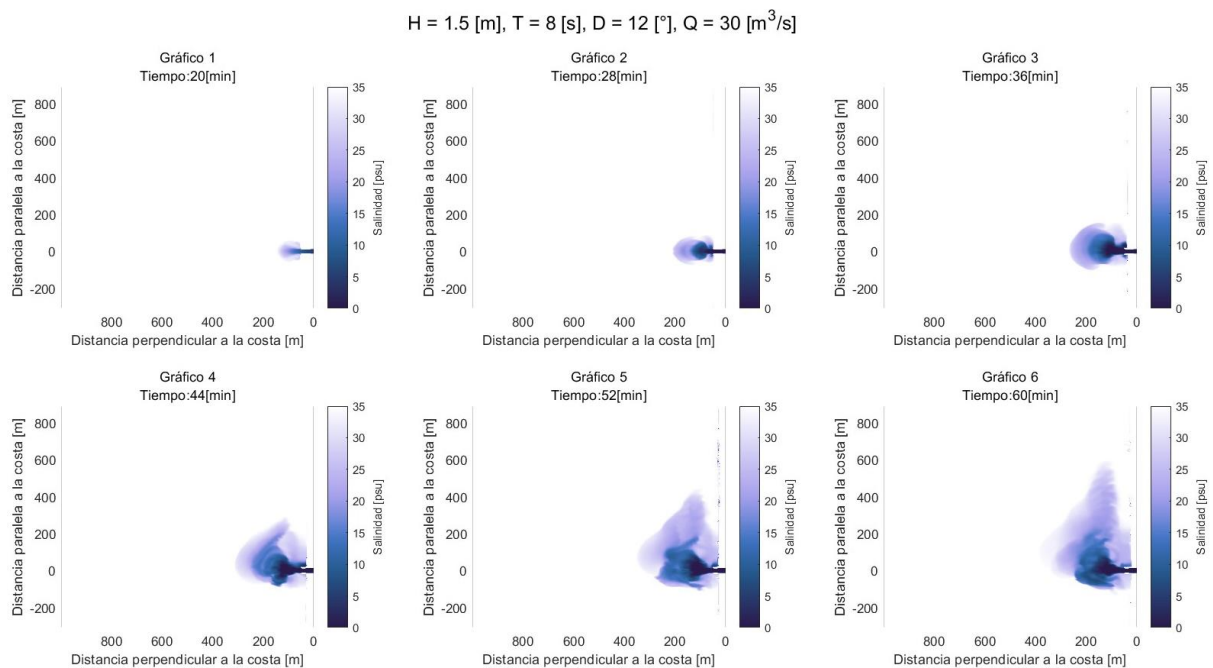 H = 1.5 [m], T = 8 [s], D = 12 [°], Q = 30 [m³/s]
Gráfico 1
Tiempo:20[min]
Distancia paralela a la costa [m]
800
600
400
200
0
-200
800 600 400 200 0
Distancia perpendicular a la costa [m]
35
30
25
20
15
10
5
0
Salinidad [psu]
Gráfico 2
Tiempo:28[min]
Distancia paralela a la costa [m]
800
600
400
200
0
-200
800 600 400 200 0
Distancia perpendicular a la costa [m]
35
30
25
20
15
10
5
0
Salinidad [psu]
Gráfico 3
Tiempo:36[min]
Distancia paralela a la costa [m]
800
600
400
200
0
-200
800 600 400 200 0
Distancia perpendicular a la costa [m]
35
30
25
20
15
10
5
0
Salinidad [psu]
Gráfico 4
Tiempo:44[min]
Distancia paralela a la costa [m]
800
600
400
200
0
-200
800 600 400 200 0
Distancia perpendicular a la costa [m]
35
30
25
20
15
10
5
0
Salinidad [psu]
Gráfico 5
Tiempo:52[min]
Distancia paralela a la costa [m]
800
600
400
200
0
-200
800 600 400 200 0
Distancia perpendicular a la costa [m]
35
30
25
20
15
10
5
0
Salinidad [psu]
Gráfico 6
Tiempo:60[min]
Distancia paralela a la costa [m]
800
600
400
200
0
-200
800 600 400 200 0
Distancia perpendicular a la costa [m]
35
30
25
20
15
10
5
0
Salinidad [psu]